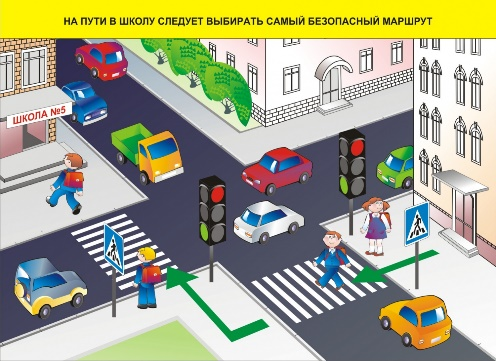 НА ПУТИ В ШКОЛУ СЛЕДУЕТ ВЫБИРАТЬ САМЫЙ БЕЗОПАСНЫЙ МАРШРУТ
ШКОЛА №5